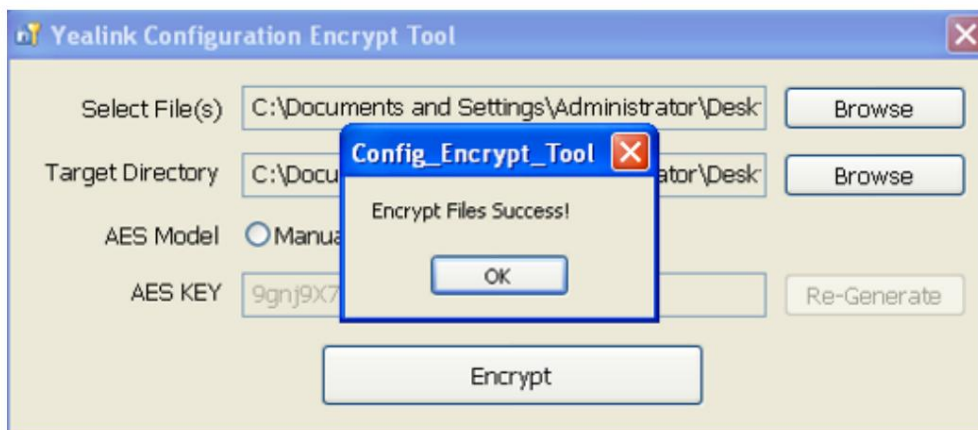 Yealink Configuration Encrypt Tool
Select File(s) C:\Documents and Settings\Administrator\Desk Browse
Config_Encrypt_Tool
Target Directory C:\Docu ator\Desk Browse
Encrypt Files Success!
AES Model Manua
OK
AES KEY 9gnj9X7 Re-Generate
Encrypt